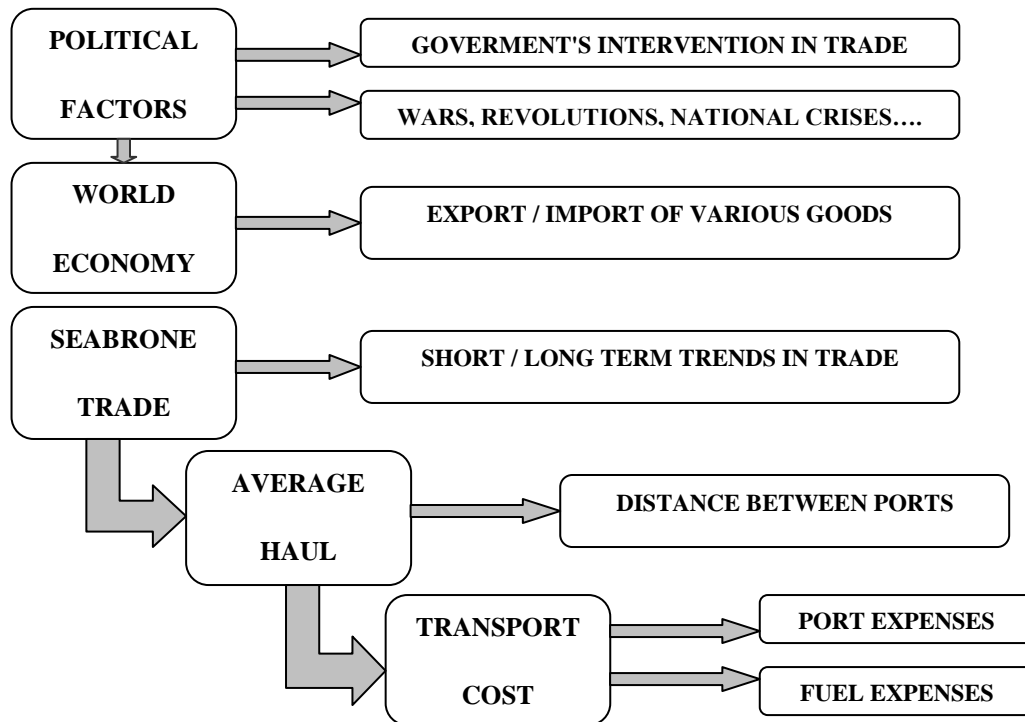 POLITICAL
FACTORS
GOVERMENT'S INTERVENTION IN TRADE
WARS, REVOLUTIONS, NATIONAL CRISES….
WORLD
ECONOMY
EXPORT / IMPORT OF VARIOUS GOODS
SEABRONE
TRADE
SHORT / LONG TERM TRENDS IN TRADE
AVERAGE
HAUL
DISTANCE BETWEEN PORTS
TRANSPORT
COST
PORT EXPENSES
FUEL EXPENSES